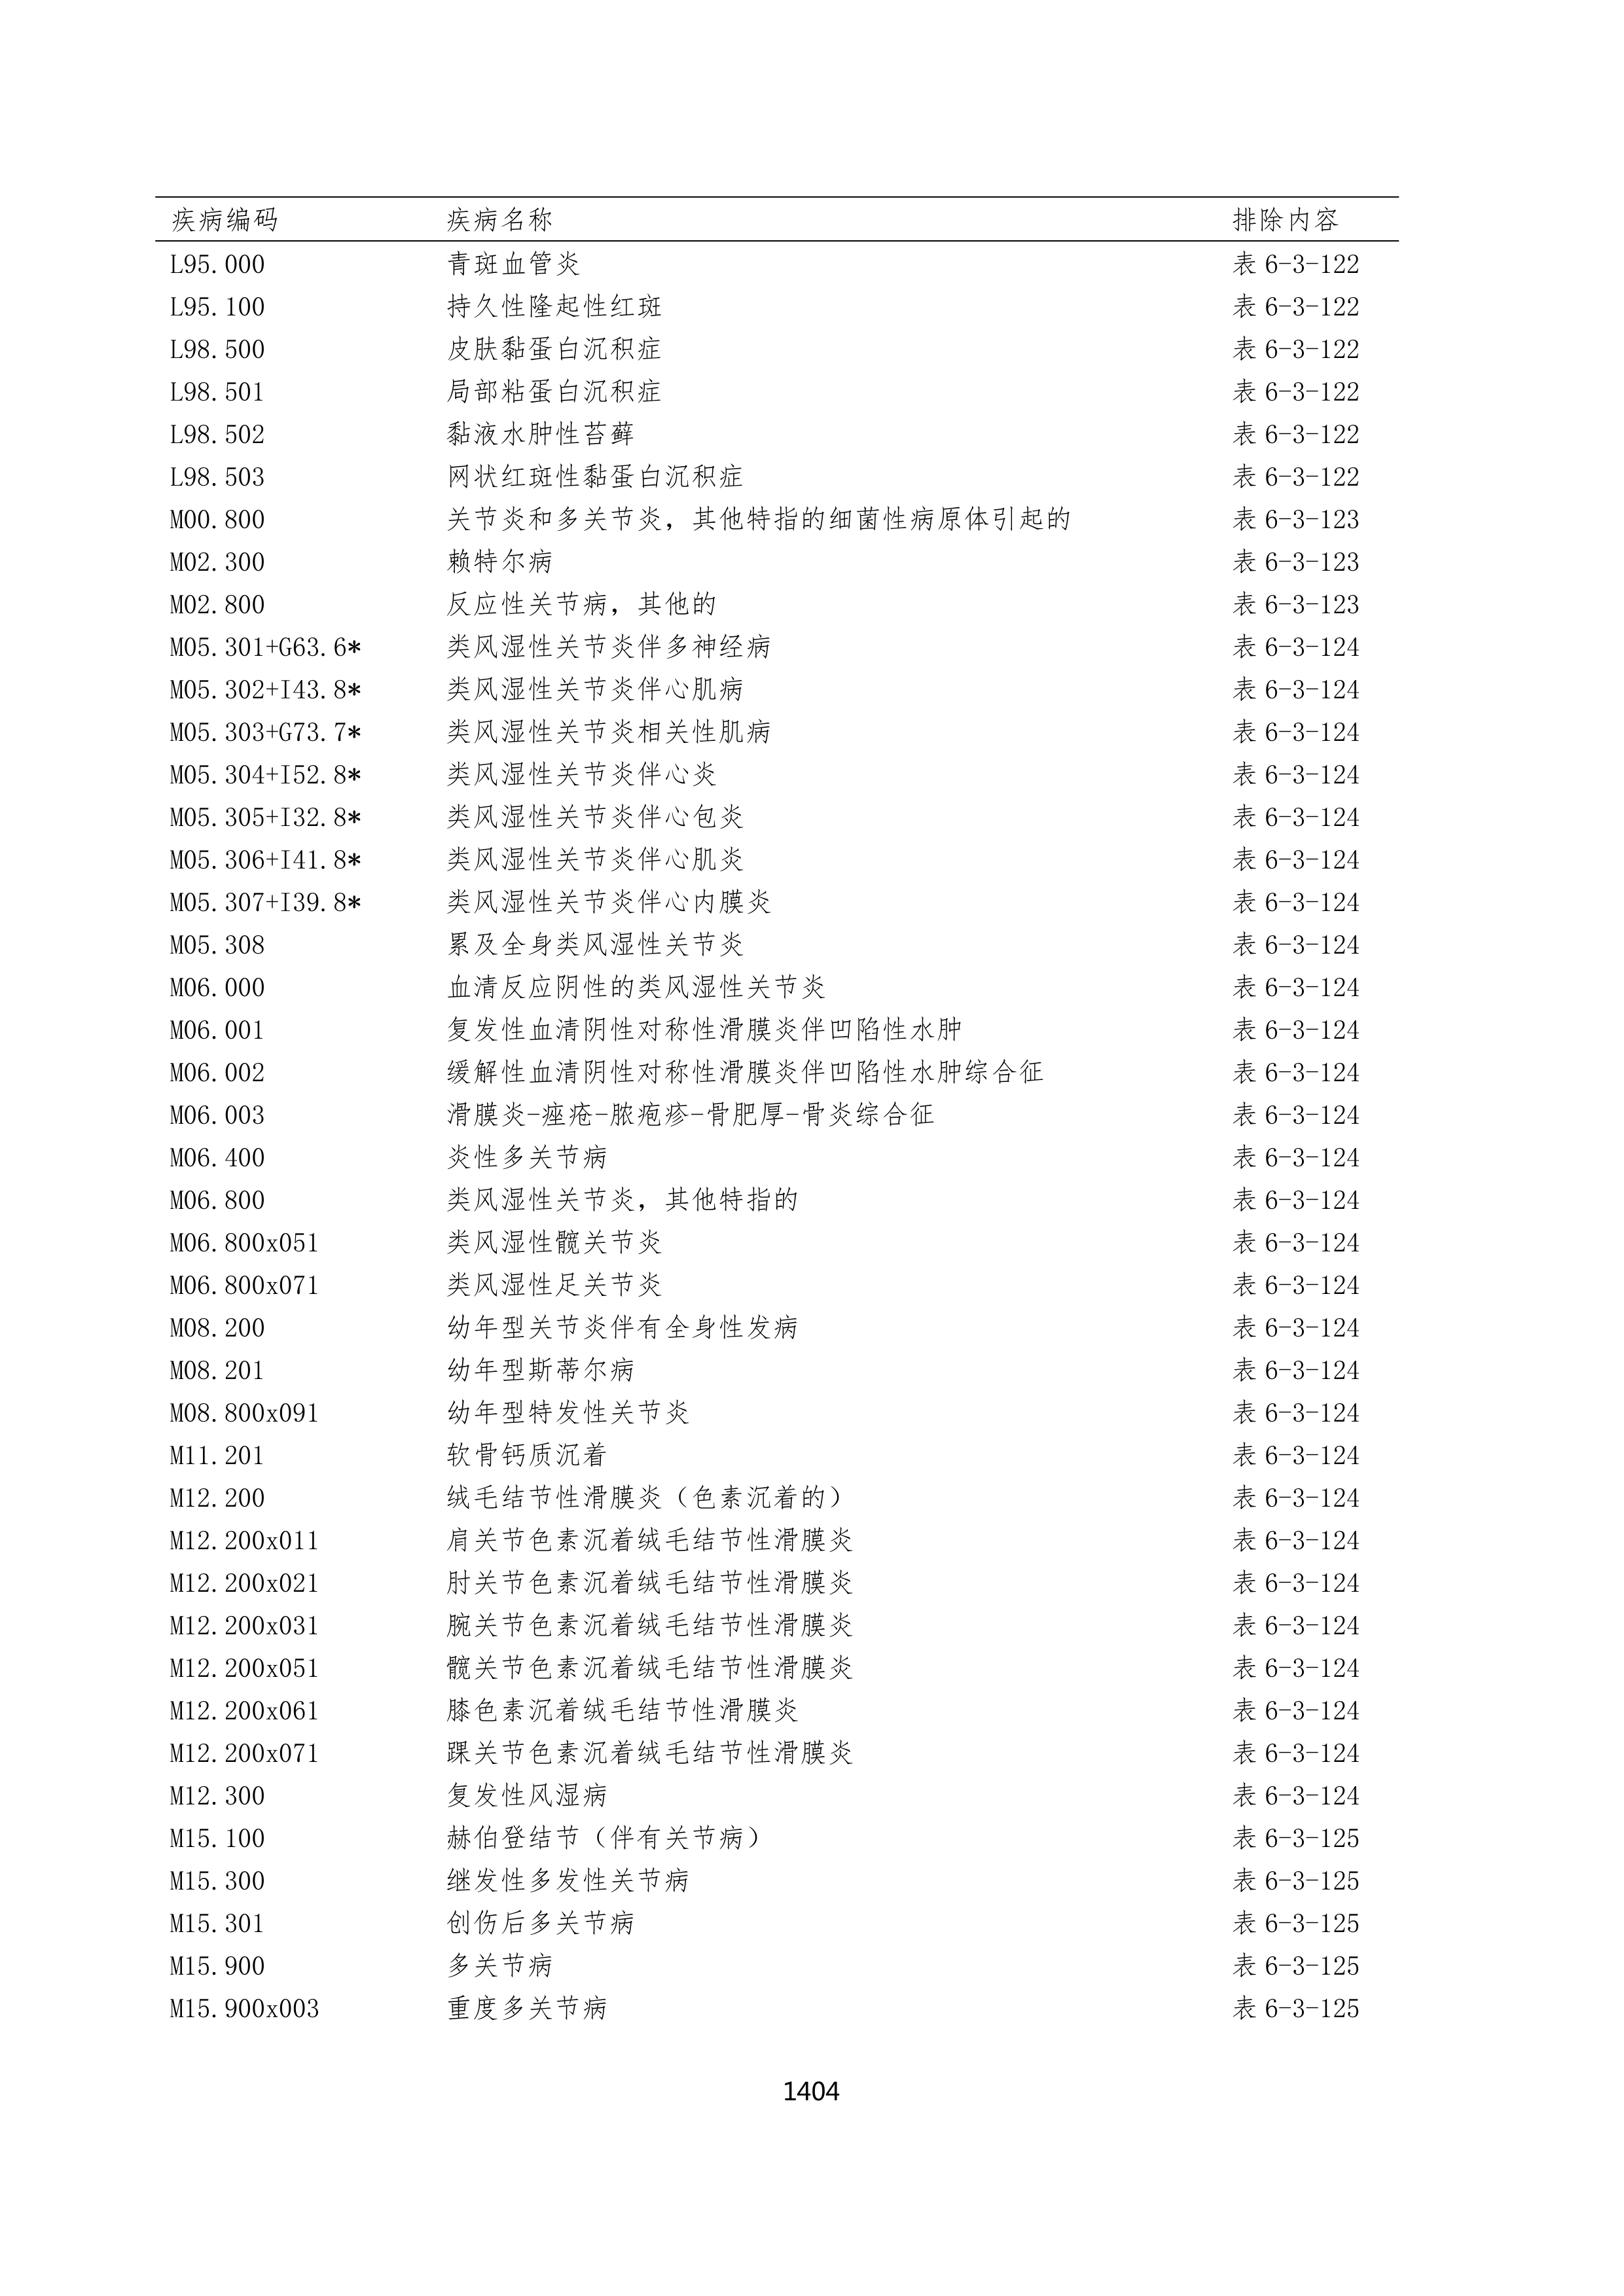 疾病编码 疾病名称 排除内容
L95.000 青斑血管炎 表 6-3-122
L95.100 持久性隆起性红斑 表 6-3-122
L98.500 皮肤黏蛋白沉积症 表 6-3-122
L98.501 局部粘蛋白沉积症 表 6-3-122
L98.502 黏液水肿性苔藓 表 6-3-122
L98.503 网状红斑性黏蛋白沉积症 表 6-3-122
M00.800 关节炎和多关节炎，其他特指的细菌性病原体引起的 表 6-3-123
M02.300 赖特尔病 表 6-3-123
M02.800 反应性关节病，其他的 表 6-3-123
M05.301+G63.6* 类风湿性关节炎伴多神经病 表 6-3-124
M05.302+I43.8* 类风湿性关节炎伴心肌病 表 6-3-124
M05.303+G73.7* 类风湿性关节炎相关性肌病 表 6-3-124
M05.304+I52.8* 类风湿性关节炎伴心炎 表 6-3-124
M05.305+I32.8* 类风湿性关节炎伴心包炎 表 6-3-124
M05.306+I41.8* 类风湿性关节炎伴心肌炎 表 6-3-124
M05.307+I39.8* 类风湿性关节炎伴心内膜炎 表 6-3-124
M05.308 累及全身类风湿性关节炎 表 6-3-124
M06.000 血清反应阴性的类风湿性关节炎 表 6-3-124
M06.001 复发性血清阴性对称性滑膜炎伴凹陷性水肿 表 6-3-124
M06.002 缓解性血清阴性对称性滑膜炎伴凹陷性水肿综合征 表 6-3-124
M06.003 滑膜炎-痤疮-脓疱疹-骨肥厚-骨炎综合征 表 6-3-124
M06.400 炎性多关节病 表 6-3-124
M06.800 类风湿性关节炎，其他特指的 表 6-3-124
M06.800x051 类风湿性髋关节炎 表 6-3-124
M06.800x071 类风湿性足关节炎 表 6-3-124
M08.200 幼年型关节炎伴有全身性发病 表 6-3-124
M08.201 幼年型斯蒂尔病 表 6-3-124
M08.800x091 幼年型特发性关节炎 表 6-3-124
M11.201 软骨钙质沉着 表 6-3-124
M12.200 绒毛结节性滑膜炎（色素沉着的） 表 6-3-124
M12.200x011 肩关节色素沉着绒毛结节性滑膜炎 表 6-3-124
M12.200x021 肘关节色素沉着绒毛结节性滑膜炎 表 6-3-124
M12.200x031 腕关节色素沉着绒毛结节性滑膜炎 表 6-3-124
M12.200x051 髋关节色素沉着绒毛结节性滑膜炎 表 6-3-124
M12.200x061 膝色素沉着绒毛结节性滑膜炎 表 6-3-124
M12.200x071 踝关节色素沉着绒毛结节性滑膜炎 表 6-3-124
M12.300 复发性风湿病 表 6-3-124
M15.100 赫伯登结节（伴有关节病） 表 6-3-125
M15.300 继发性多发性关节病 表 6-3-125
M15.301 创伤后多关节病 表 6-3-125
M15.900 多关节病 表 6-3-125
M15.900x003 重度多关节病 表 6-3-125
1404